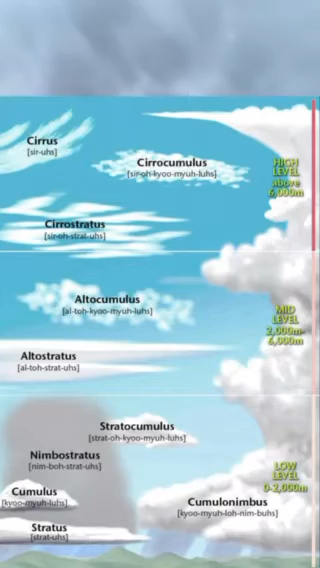 Cirrus
[sir-uhs]
Cirrocumulus
[sir-oh-kyoo-myuh-luhs]
HIGH
LEVEL
above
6,000m
Cirrostratus
[sir-oh-strat-uhs]
Altocumulus
[al-toh-kyoo-myuh-luhs]
MID
LEVEL
2,000m-
6,000m
Altostratus
[al-toh-strat-uhs]
Stratocumulus
[strat-oh-kyoo-myuh-luhs]
Nimbostratus
[nim-boh-strat-uhs]
LOW
LEVEL
0-2,000m
Cumulus
[kyoo-myuh-luhs]
Cumulonimbus
[kyoo-myuh-loh-nim-buhs]
Stratus
[strat-uhs]